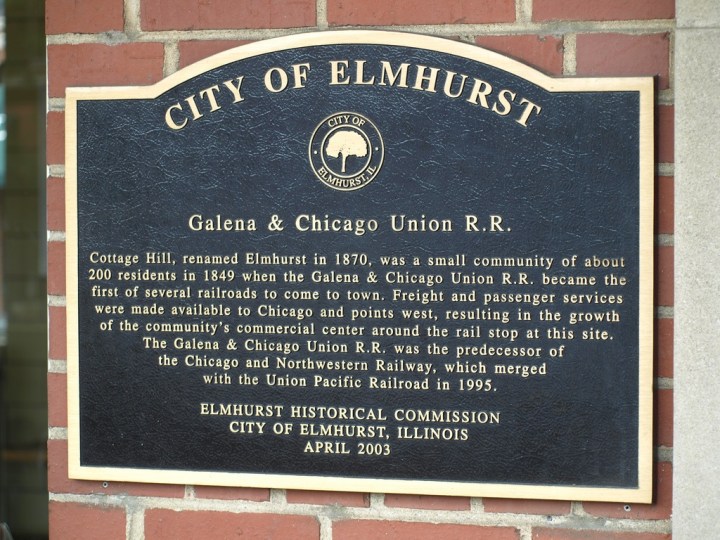 CITY OF ELMHURST
CITY OF
ELMHURST, IL
Galena & Chicago Union R.R.
Cottage Hill, renamed Elmhurst in 1870, was a small community of about
200 residents in 1849 when the Galena & Chicago Union R.R. became the
first of several railroads to come to town. Freight and passenger services
were made available to Chicago and points west, resulting in the growth
of the community's commercial center around the rail stop at this site.
The Galena & Chicago Union R.R. was the predecessor of
the Chicago and Northwestern Railway, which merged
with the Union Pacific Railroad in 1995.
ELMHURST HISTORICAL COMMISSION
CITY OF ELMHURST, ILLINOIS
APRIL 2003